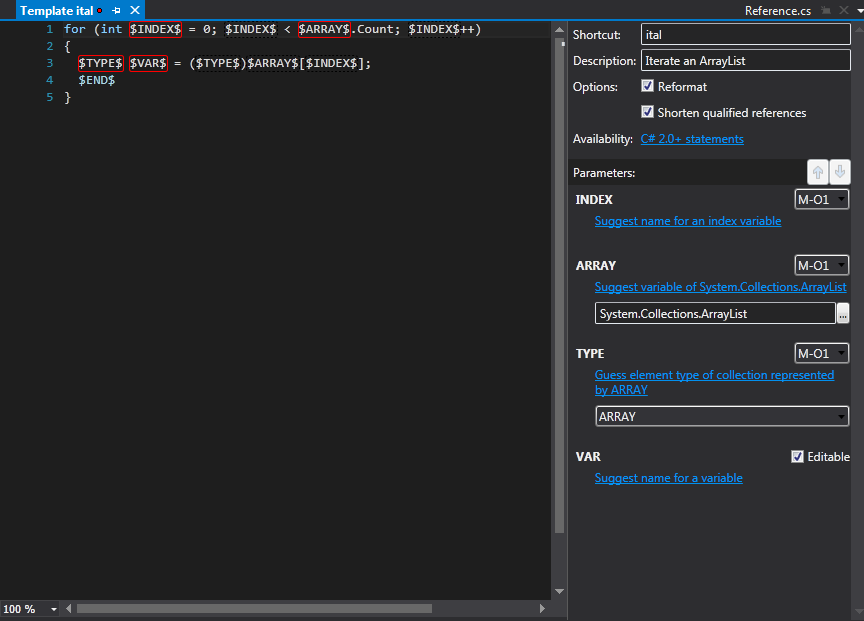 Template ital
Reference.cs
1 for (int $INDEX$ = 0; $INDEX$ < $ARRAY$.Count; $INDEX$++)
2 {
3 $TYPE$ $VAR$ = ($TYPE$)$ARRAY$[$INDEX$];
4 $END$
5 }
100 %
Shortcut: ital
Description: Iterate an ArrayList
Options: Reformat
Shorten qualified references
Availability: C# 2.0+ statements
Parameters:
INDEX M-O1
Suggest name for an index variable
ARRAY M-O1
Suggest variable of System.Collections.ArrayList
System.Collections.ArrayList ...
TYPE M-O1
Guess element type of collection represented
by ARRAY
ARRAY
VAR Editable
Suggest name for a variable